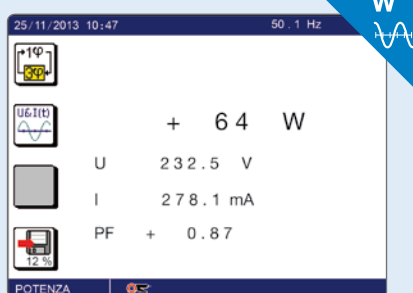 W
25/11/2013 10:47 50.1 Hz
1φ
3φ
U&I(t)
+ 64 W
U 232.5 V
I 278.1 mA
PF + 0.87
12 %
POTENZA